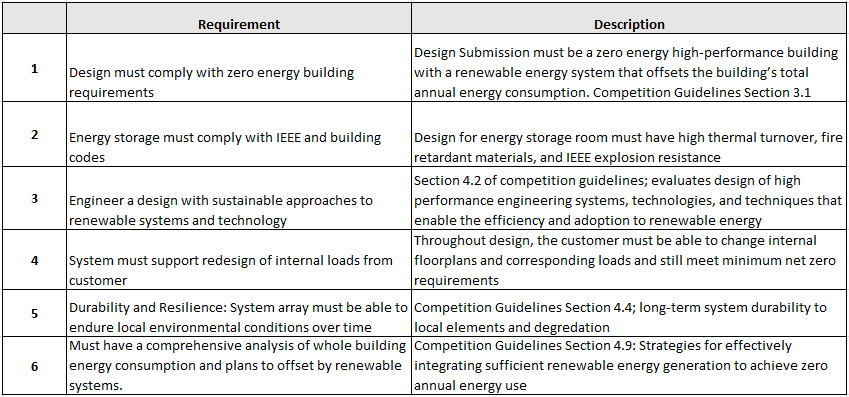 Requirement Description
1
Design must comply with zero energy building
requirements
Design Submission must be a zero energy high-performance building
with a renewable energy system that offsets the building's total
annual energy consumption. Competition Guidelines Section 3.1
2
Energy storage must comply with IEEE and building
codes
Design for energy storage room must have high thermal turnover, fire
retardant materials, and IEEE explosion resistance
3
Engineer a design with sustainable approaches to
renewable systems and technology
Section 4.2 of competition guidelines; evaluates design of high
performance engineering systems, technologies, and techniques that
enable the efficiency and adoption to renewable energy
4
System must support redesign of internal loads from
customer
Throughout design, the customer must be able to change internal
floorplans and corresponding loads and still meet minimum net zero
requirements
5
Durability and Resilience: System array must be able to
endure local environmental conditions over time
Competition Guidelines Section 4.4; long-term system durability to
local elements and degredation
6
Must have a comprehensive analysis of whole building
energy consumption and plans to offset by renewable
systems.
Competition Guidelines Section 4.9: Strategies for effectively
integrating sufficient renewable energy generation to achieve zero
annual energy use